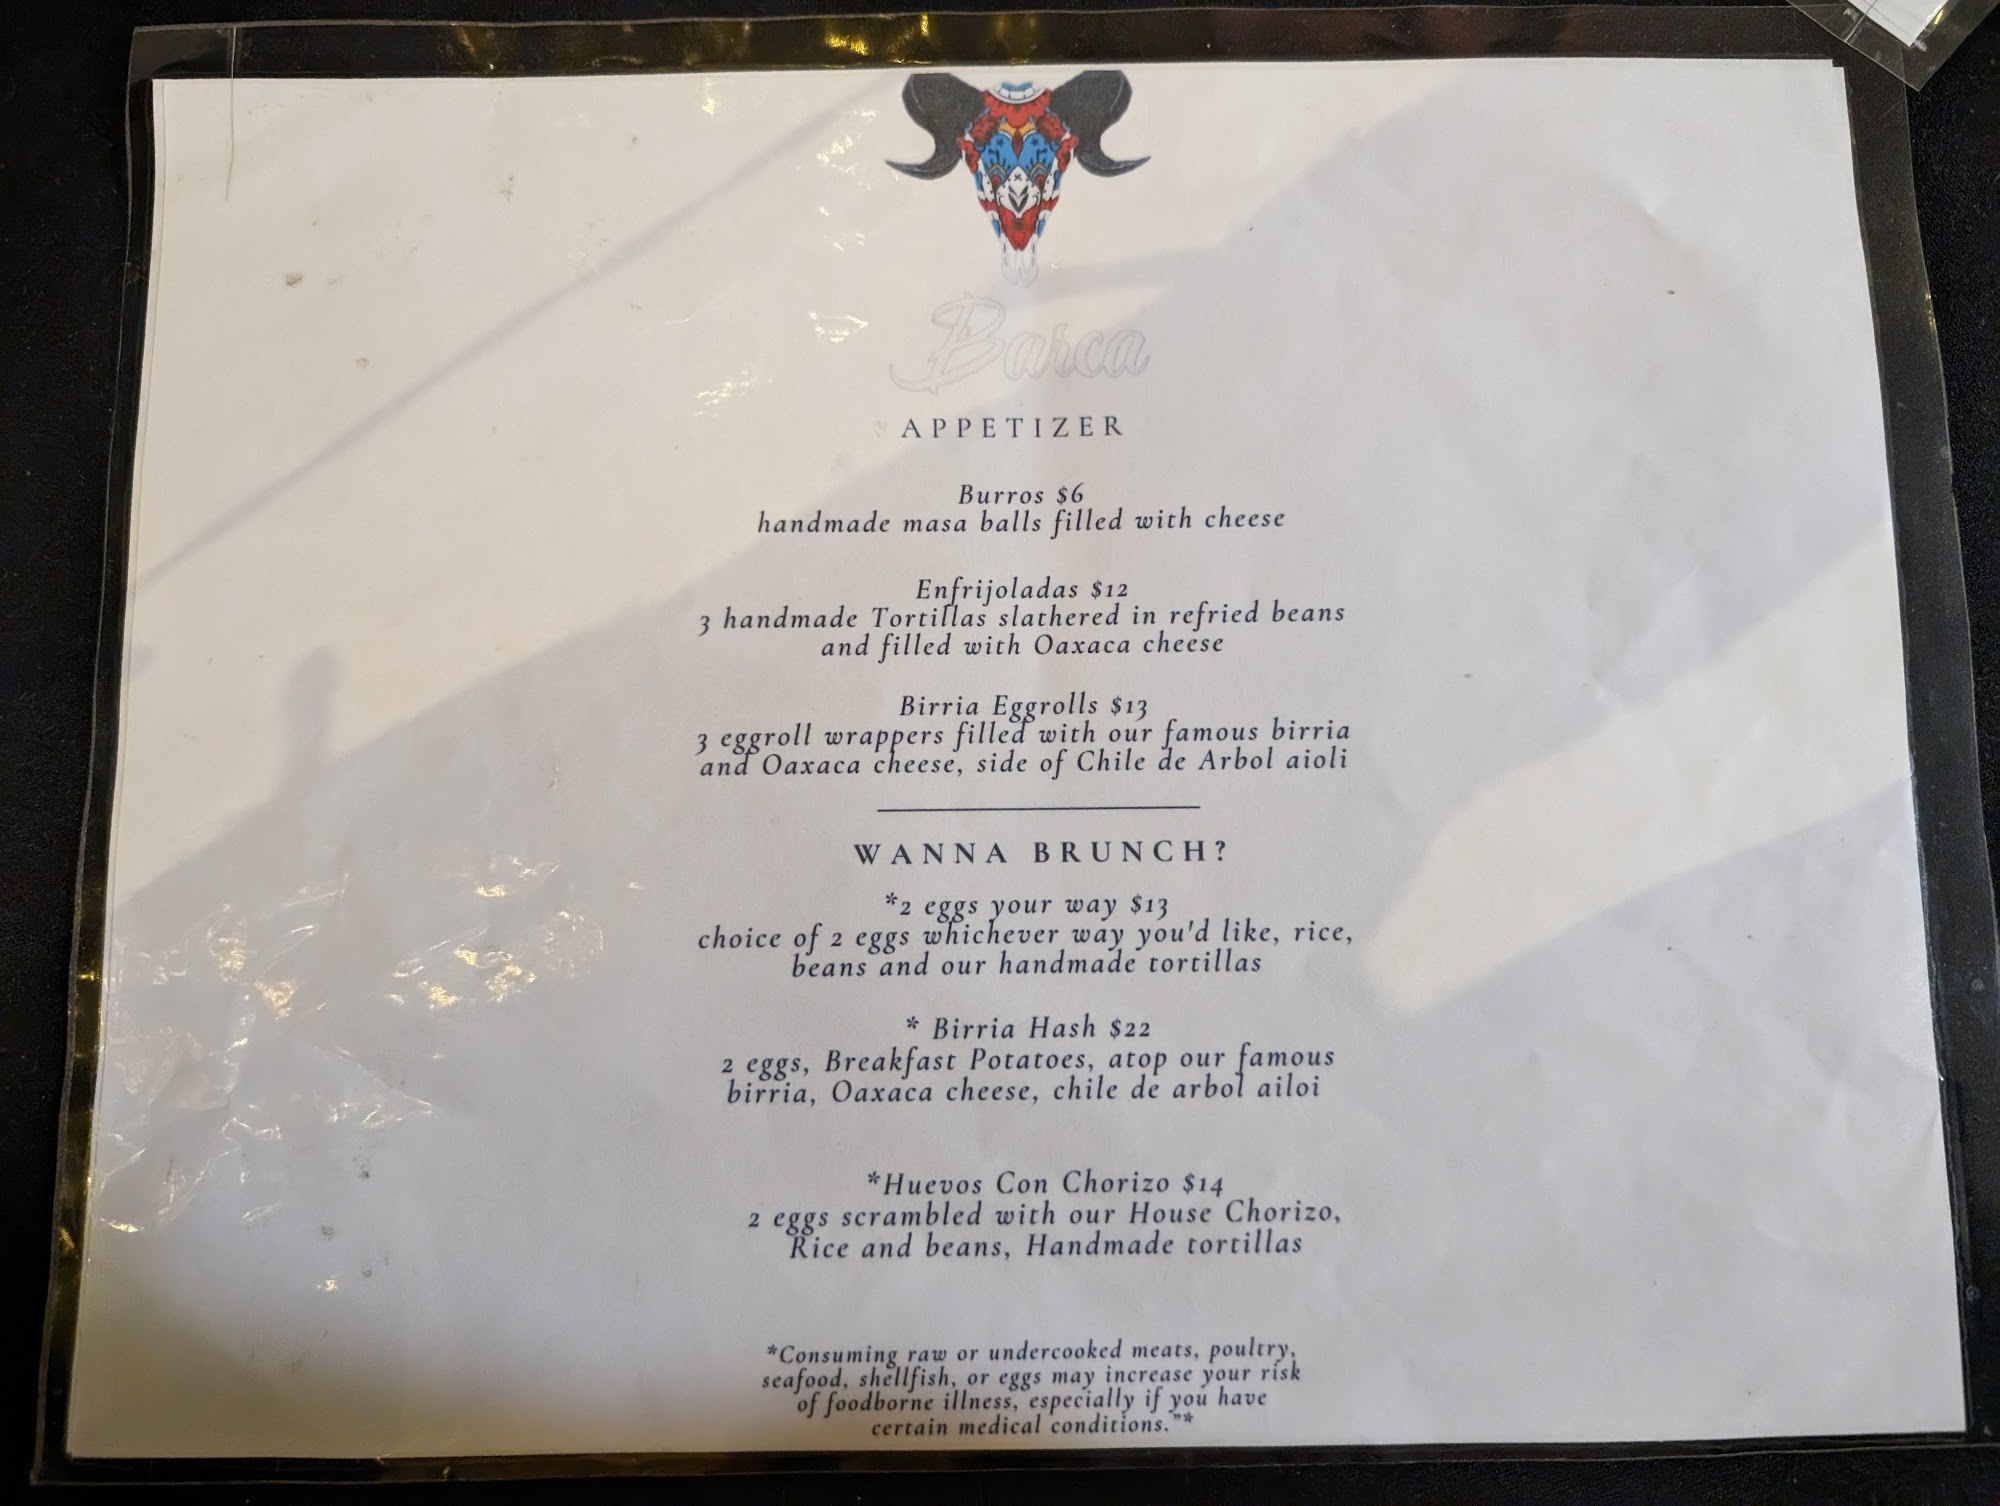 Barca
APPETIZER
Burros $6
handmade masa balls filled with cheese
Enfrijoladas $12
3 handmade Tortillas slathered in refried beans
and filled with Oaxaca cheese
Birria Eggrolls $13
3 eggroll wrappers filled with our famous birria
and Oaxaca cheese, side of Chile de Arbol aioli
WANNA BRUNCH?
*2 eggs your way $13
choice of 2 eggs whichever way you'd like, rice,
beans and our handmade tortillas
* Birria Hash $22
2 eggs, Breakfast Potatoes, atop our famous
birria, Oaxaca cheese, chile de arbol ailoi
*Huevos Con Chorizo $14
2 eggs scrambled with our House Chorizo,
Rice and beans, Handmade tortillas
*Consuming raw or undercooked meats, poultry,
seafood, shellfish, or eggs may increase your risk
of foodborne illness, especially if you have
certain medical conditions."*